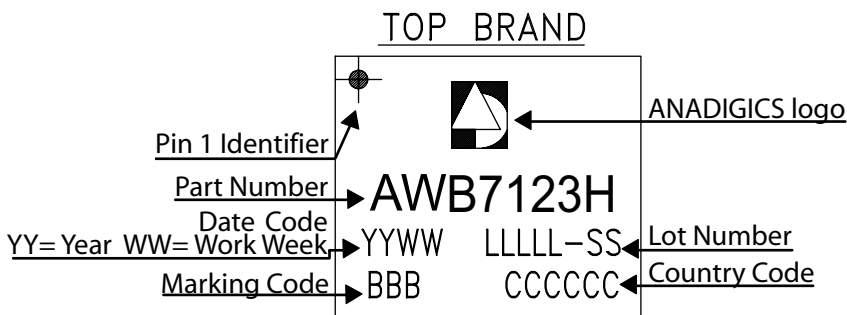 TOP BRAND
ANADIGICS logo
Pin 1 Identifier
Part Number
AWB7123H
Date Code
YY= Year WW= Work Week
YYWW LLLLL-SS
Lot Number
Marking Code
BBB CCCCCC
Country Code